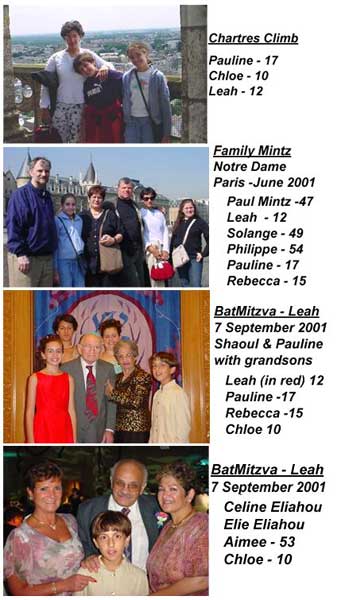 Chartres Climb
Pauline - 17
Chloe - 10
Leah - 12
Family Mintz
Notre Dame
Paris -June 2001
Paul Mintz -47
Leah - 12
Solange - 49
Philippe - 54
Pauline - 17
Rebecca - 15
BatMitzva - Leah
7 September 2001
Shaoul & Pauline
with grandsons
Leah (in red) 12
Pauline -17
Rebecca -15
Chloe 10
BatMitzva - Leah
7 September 2001
Celine Eliahou
Elie Eliahou
Aimee - 53
Chloe - 10